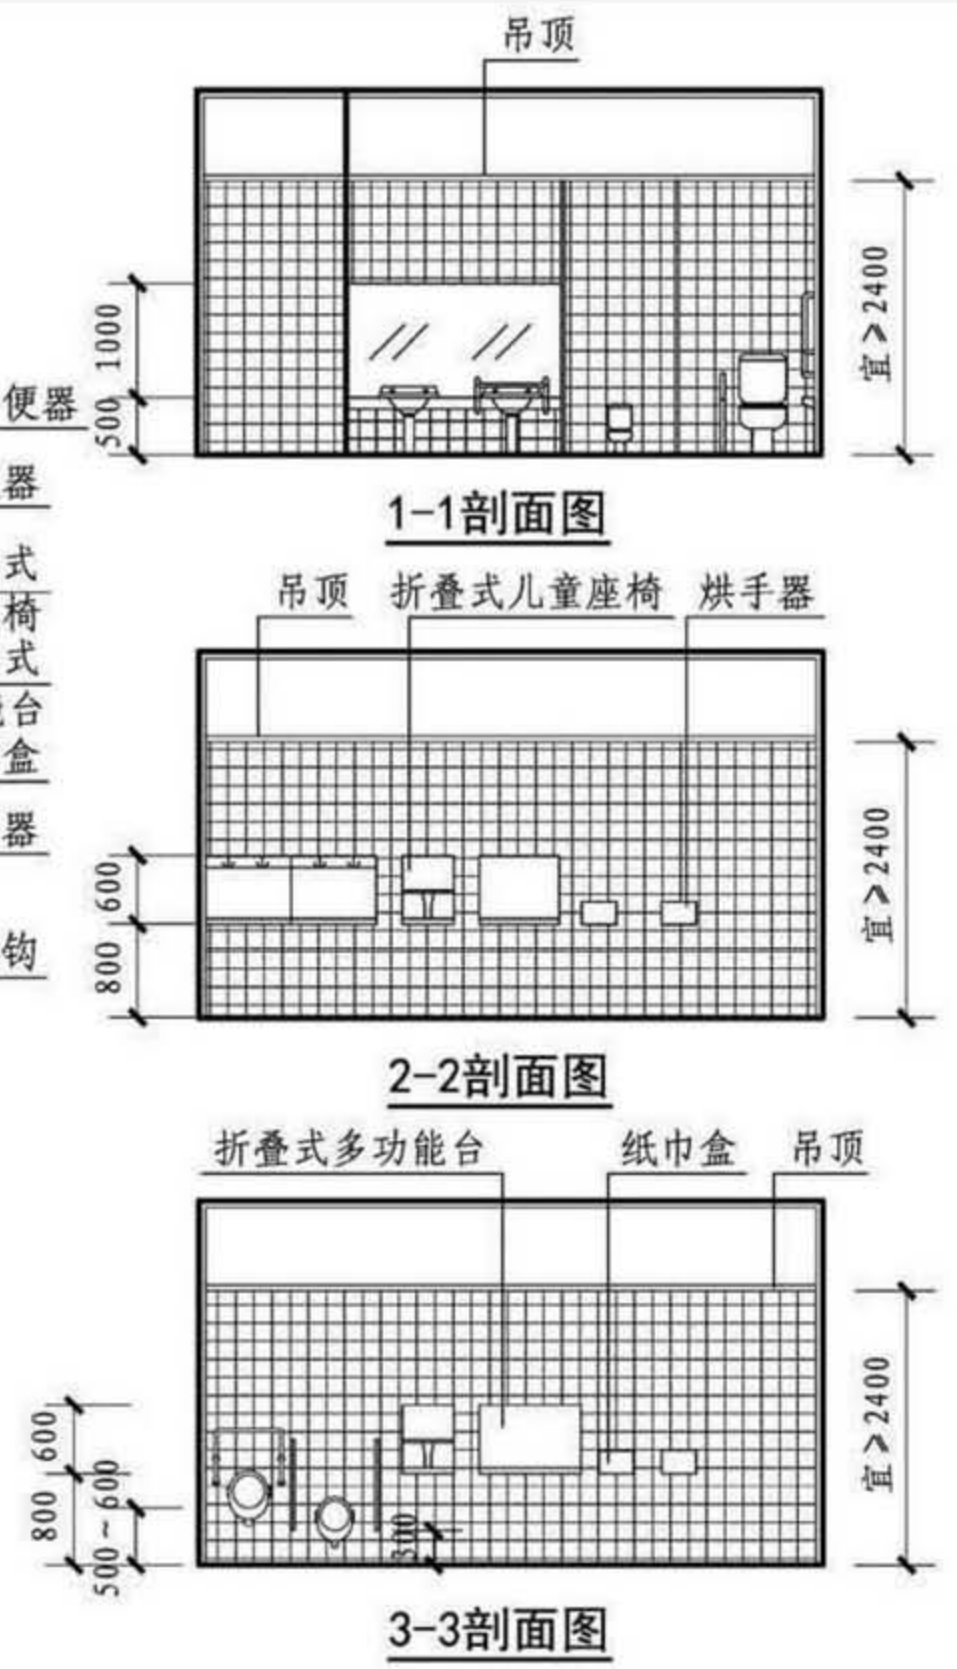 吊顶
1000
500
宜≥2400
便器
器
1-1剖面图
式
椅
式
台
盒
器
钩
吊顶
折叠式儿童座椅
烘手器
600
800
宜≥2400
2-2剖面图
折叠式多功能台
纸巾盒
吊顶
600
800
500~600
300
宜≥2400
3-3剖面图